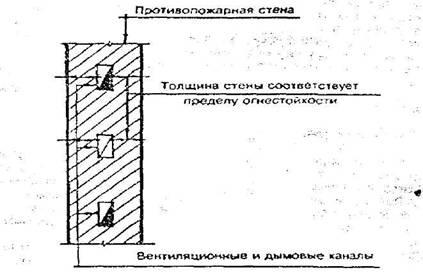 Противопожарная стена
Толщина стены соответствует
пределу огнестойкости
Вентиляционные и дымовые каналы